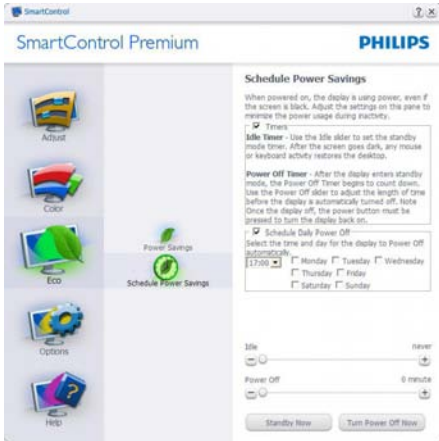 SmartControl
SmartControl Premium
PHILIPS
Adjust
Color
Eco
Options
Help
Power Savings
Schedule Power Savings
Schedule Power Savings
When powered on, the display is using power, even if
the screen is black. Adjust the settings on this pane to
minimize the power usage during inactivity.
Timers
Idle Timer - Use the Idle slider to set the standby
mode timer. After the screen goes dark, any mouse
or keyboard activity restores the desktop.
Power Off Timer - After the display enters standby
mode, the Power Off Timer begins to count down.
Use the Power Off slider to adjust the length of time
before the display is automatically turned off. Note
Once the display off, the power button must be
pressed to turn the display back on.
Schedule Daily Power Off
Select the time and day for the display to Power Off
automatically.
17:00 Monday Tuesday Wednesday
Thursday Friday
Saturday Sunday
Idle never
Power Off 0 minute
Standby Now Turn Power Off Now